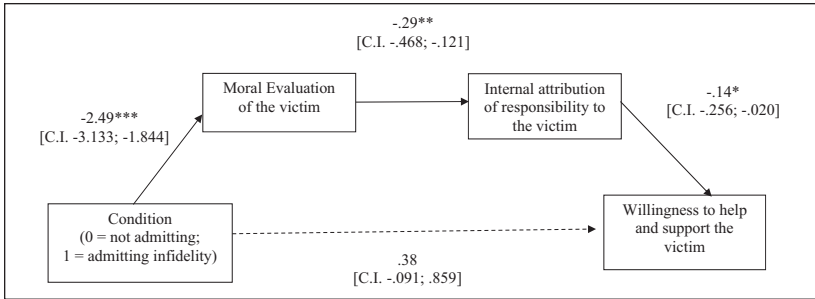 -.29**
[C.I. -.468; -.121]
Moral Evaluation
of the victim
Internal attribution
of responsibility to
the victim
-2.49***
[C.I. -3.133; -1.844]
-.14*
[C.I. -.256; -.020]
Condition
(0 = not admitting;
1 = admitting infidelity)
Willingness to help
and support the
victim
.38
[C.I. -.091; .859]